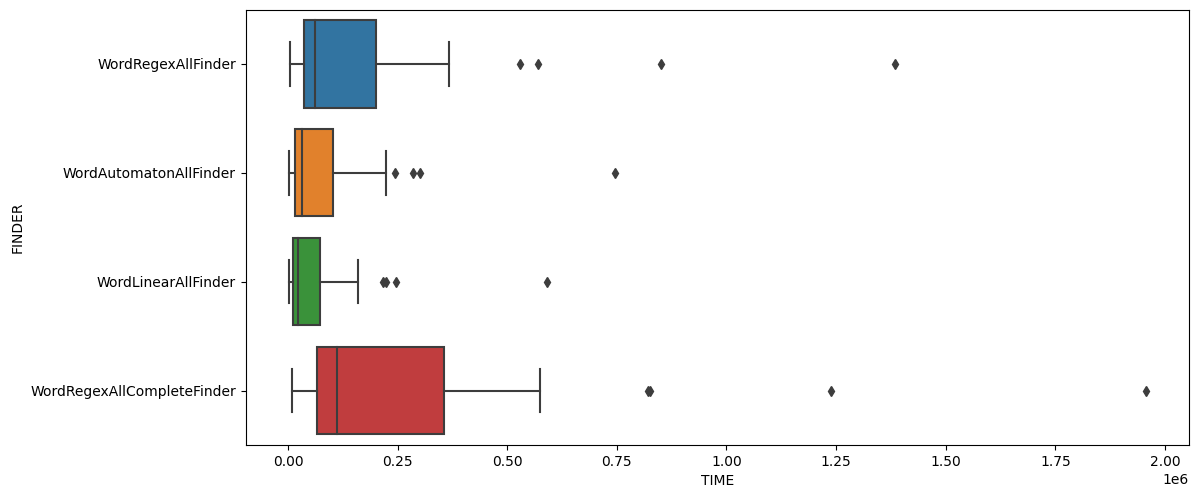 FINDER
WordRegexAllFinder
WordAutomatonAllFinder
WordLinearAllFinder
WordRegexAllCompleteFinder
0.00 0.25 0.50 0.75 1.00 1.25 1.50 1.75 2.00
1e6
TIME